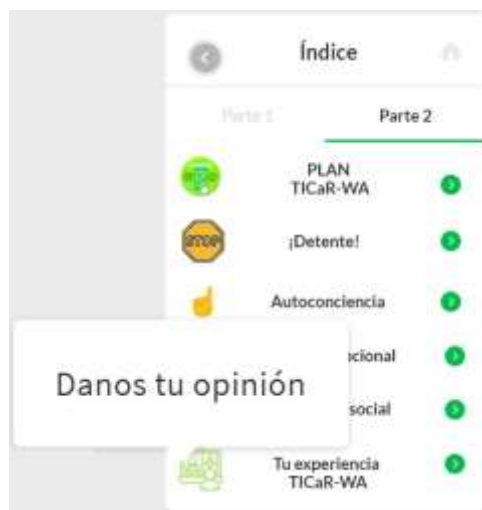 Índice
Parte 1
Parte 2
PLAN
TICaR-WA
STOP
¡Detente!
Autoconciencia
cional
Danos tu opinión
social
Tu experiencia
TICaR-WA